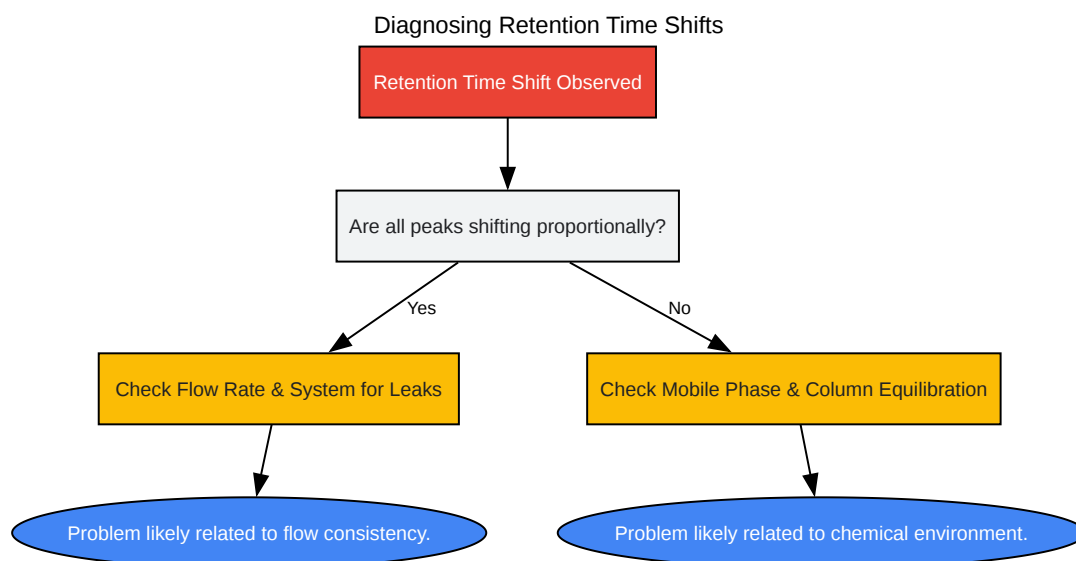 Diagnosing Retention Time Shifts
Retention Time Shift Observed
Are all peaks shifting proportionally?
Yes
No
Check Flow Rate & System for Leaks
Check Mobile Phase & Column Equilibration
Problem likely related to flow consistency.
Problem likely related to chemical environment.